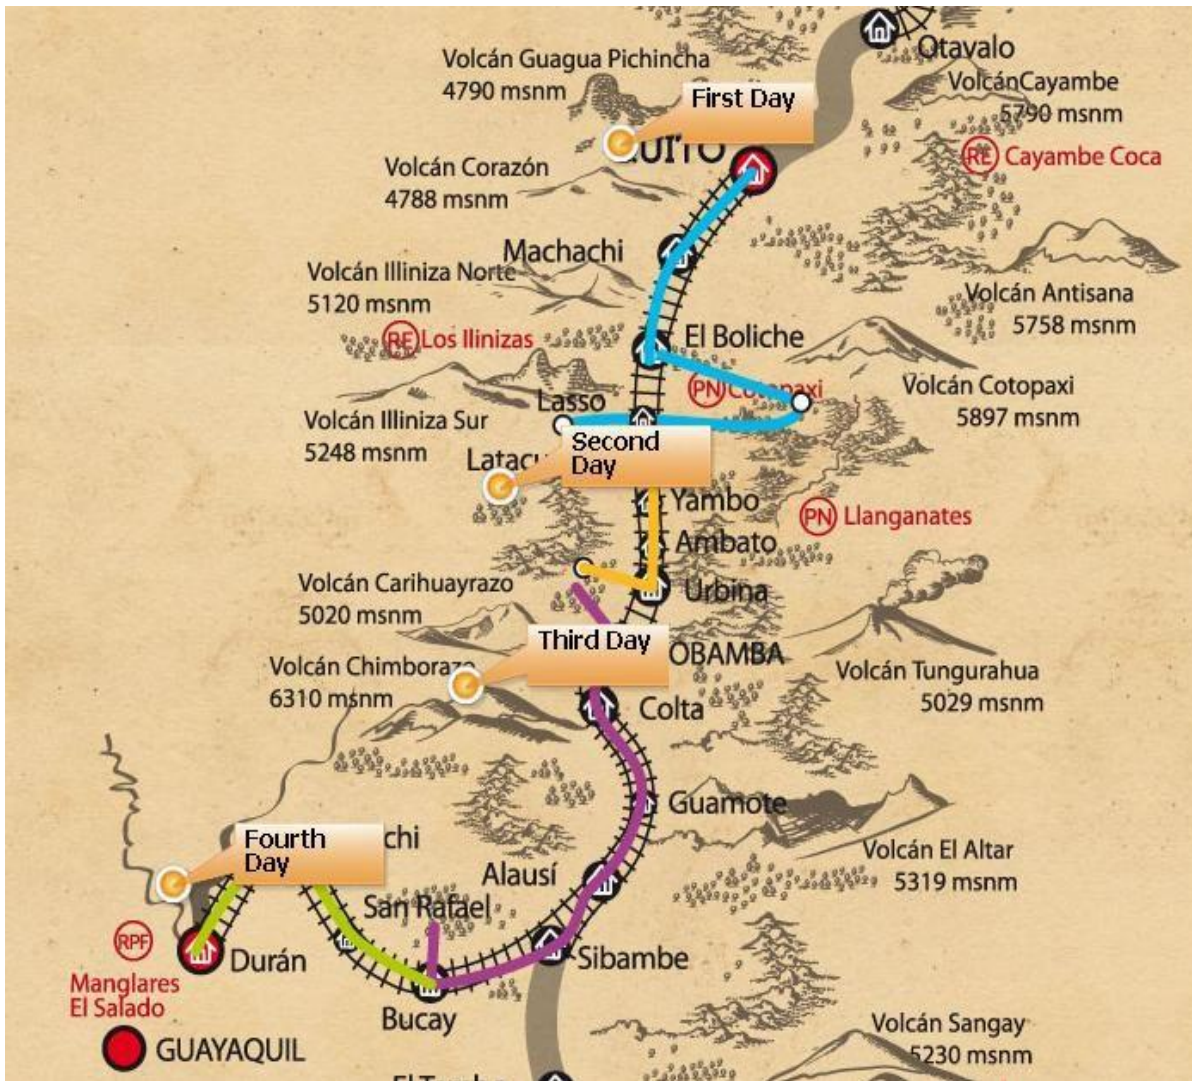 Otavalo
Volcán Guagua Pichincha
4790 msnm
VolcánCayambe
5790 msnm
First Day
UITO
RE Cayambe Coca
Volcán Corazón
4788 msnm
Machachi
Volcán Illiniza Norte
5120 msnm
Volcán Antisana
5758 msnm
RE Los Ilinizas
El Boliche
PN Cotopaxi
Volcán Cotopaxi
5897 msnm
Lasso
Volcán Illiniza Sur
5248 msnm
Second
Day
Latacu
Yambo
PN Llanganates
Ambato
Urbina
Volcán Carihuayrazo
5020 msnm
Third Day
OBAMBA
Volcán Chimborazo
6310 msnm
Volcán Tungurahua
5029 msnm
Colta
Guamote
Fourth
Day
chi
Volcán El Altar
5319 msnm
Alausí
San Rafael
RPF
Manglares
El Salado
Durán
Sibambe
Bucay
GUAYAQUIL
Volcán Sangay
5230 msnm